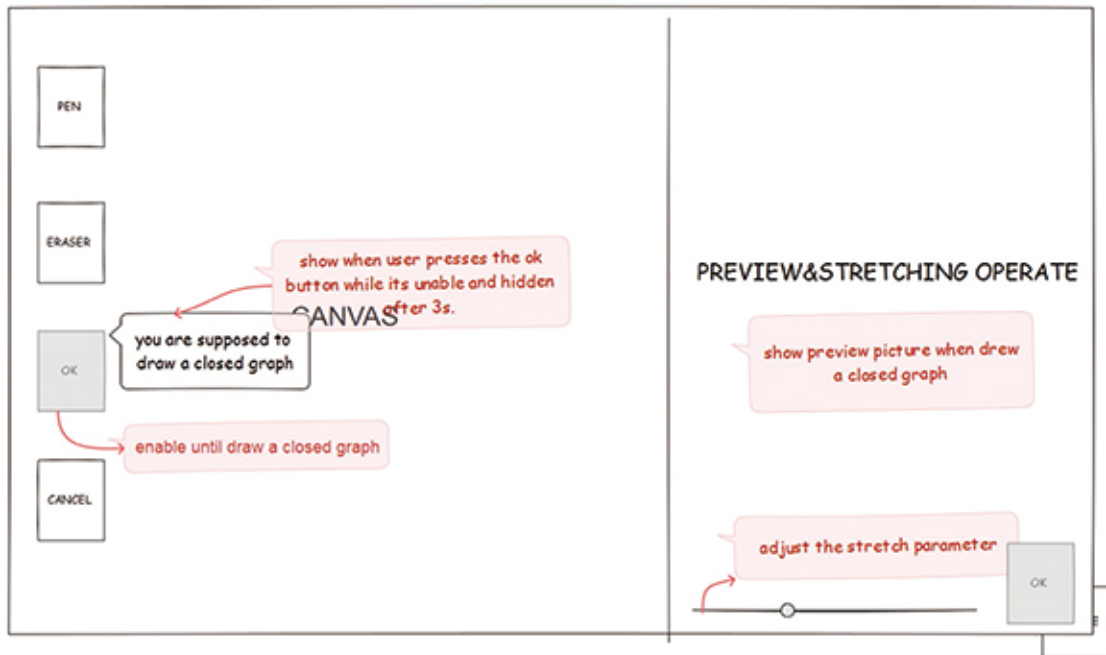 PEN
ERASER
show when user presses the ok
button while its unable and hidden
after 3s.
CANVAS
you are supposed to
draw a closed graph
OK
enable until draw a closed graph
CANCEL
PREVIEW&STRETCHING OPERATE
show preview picture when drew
a closed graph
adjust the stretch parameter
OK
E